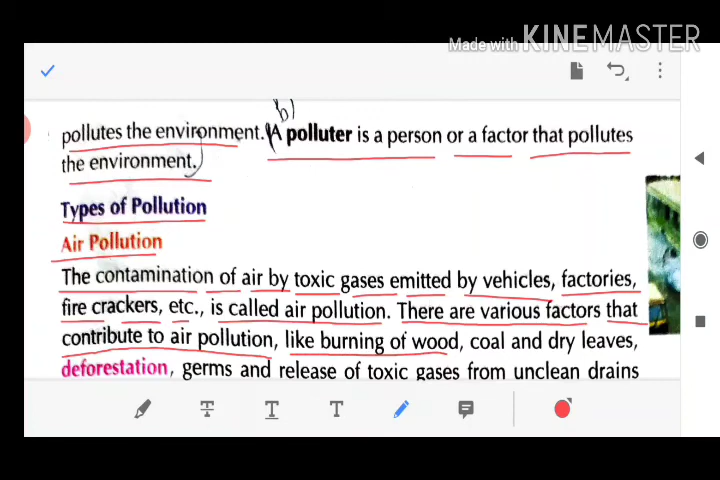 Made with KINEMASTER
b)
pollutes the environment. A polluter is a person or a factor that pollutes
the environment.
Types of Pollution
Air Pollution
The contamination of air by toxic gases emitted by vehicles, factories,
fire crackers, etc., is called air pollution. There are various factors that
contribute to air pollution, like burning of wood, coal and dry leaves,
deforestation, germs and release of toxic gases from unclean drains
T T T